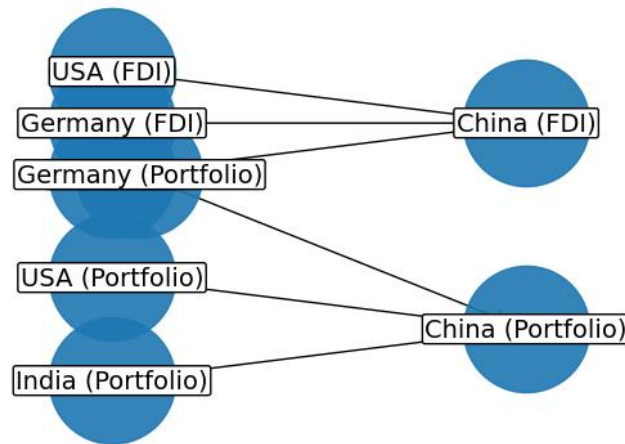 USA (FDI)
Germany (FDI)
China (FDI)
Germany (Portfolio)
USA (Portfolio)
China (Portfolio)
India (Portfolio)